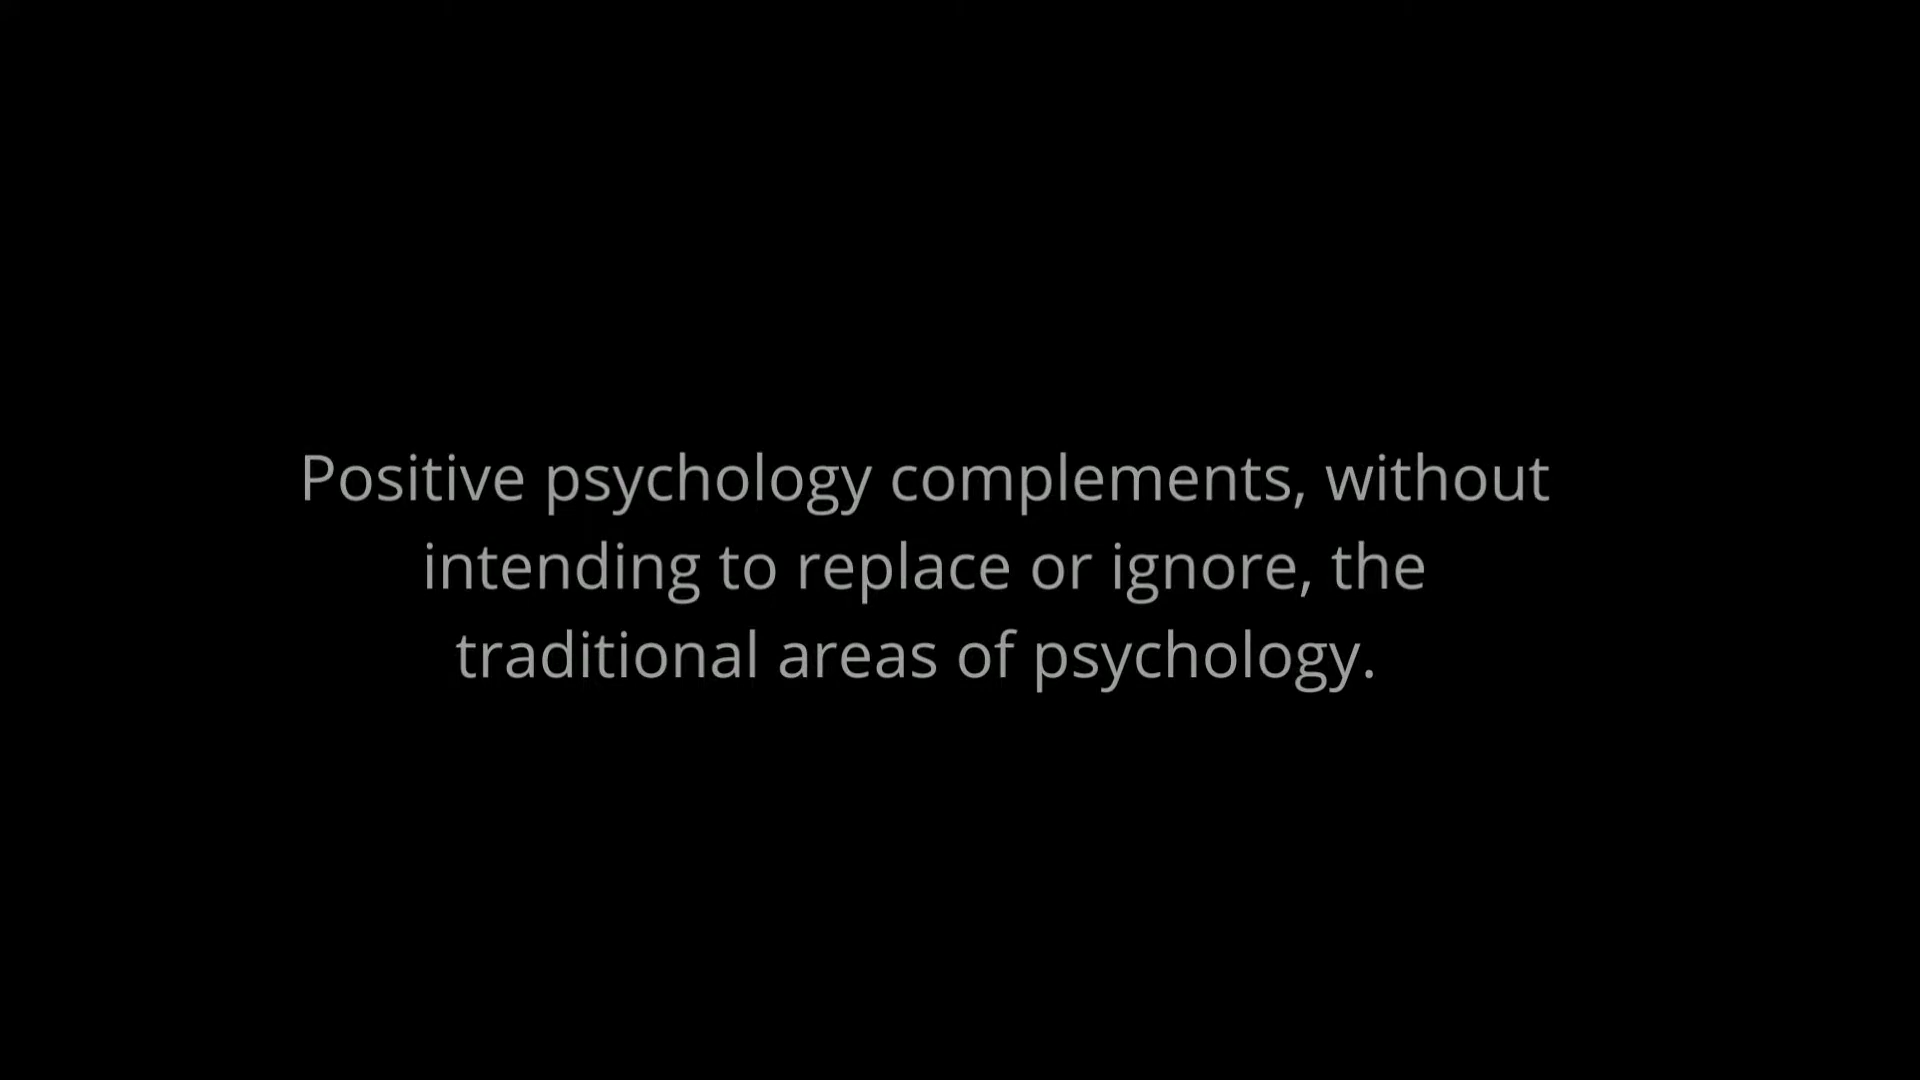 Positive psychology complements, without
intending to replace or ignore, the
traditional areas of psychology.